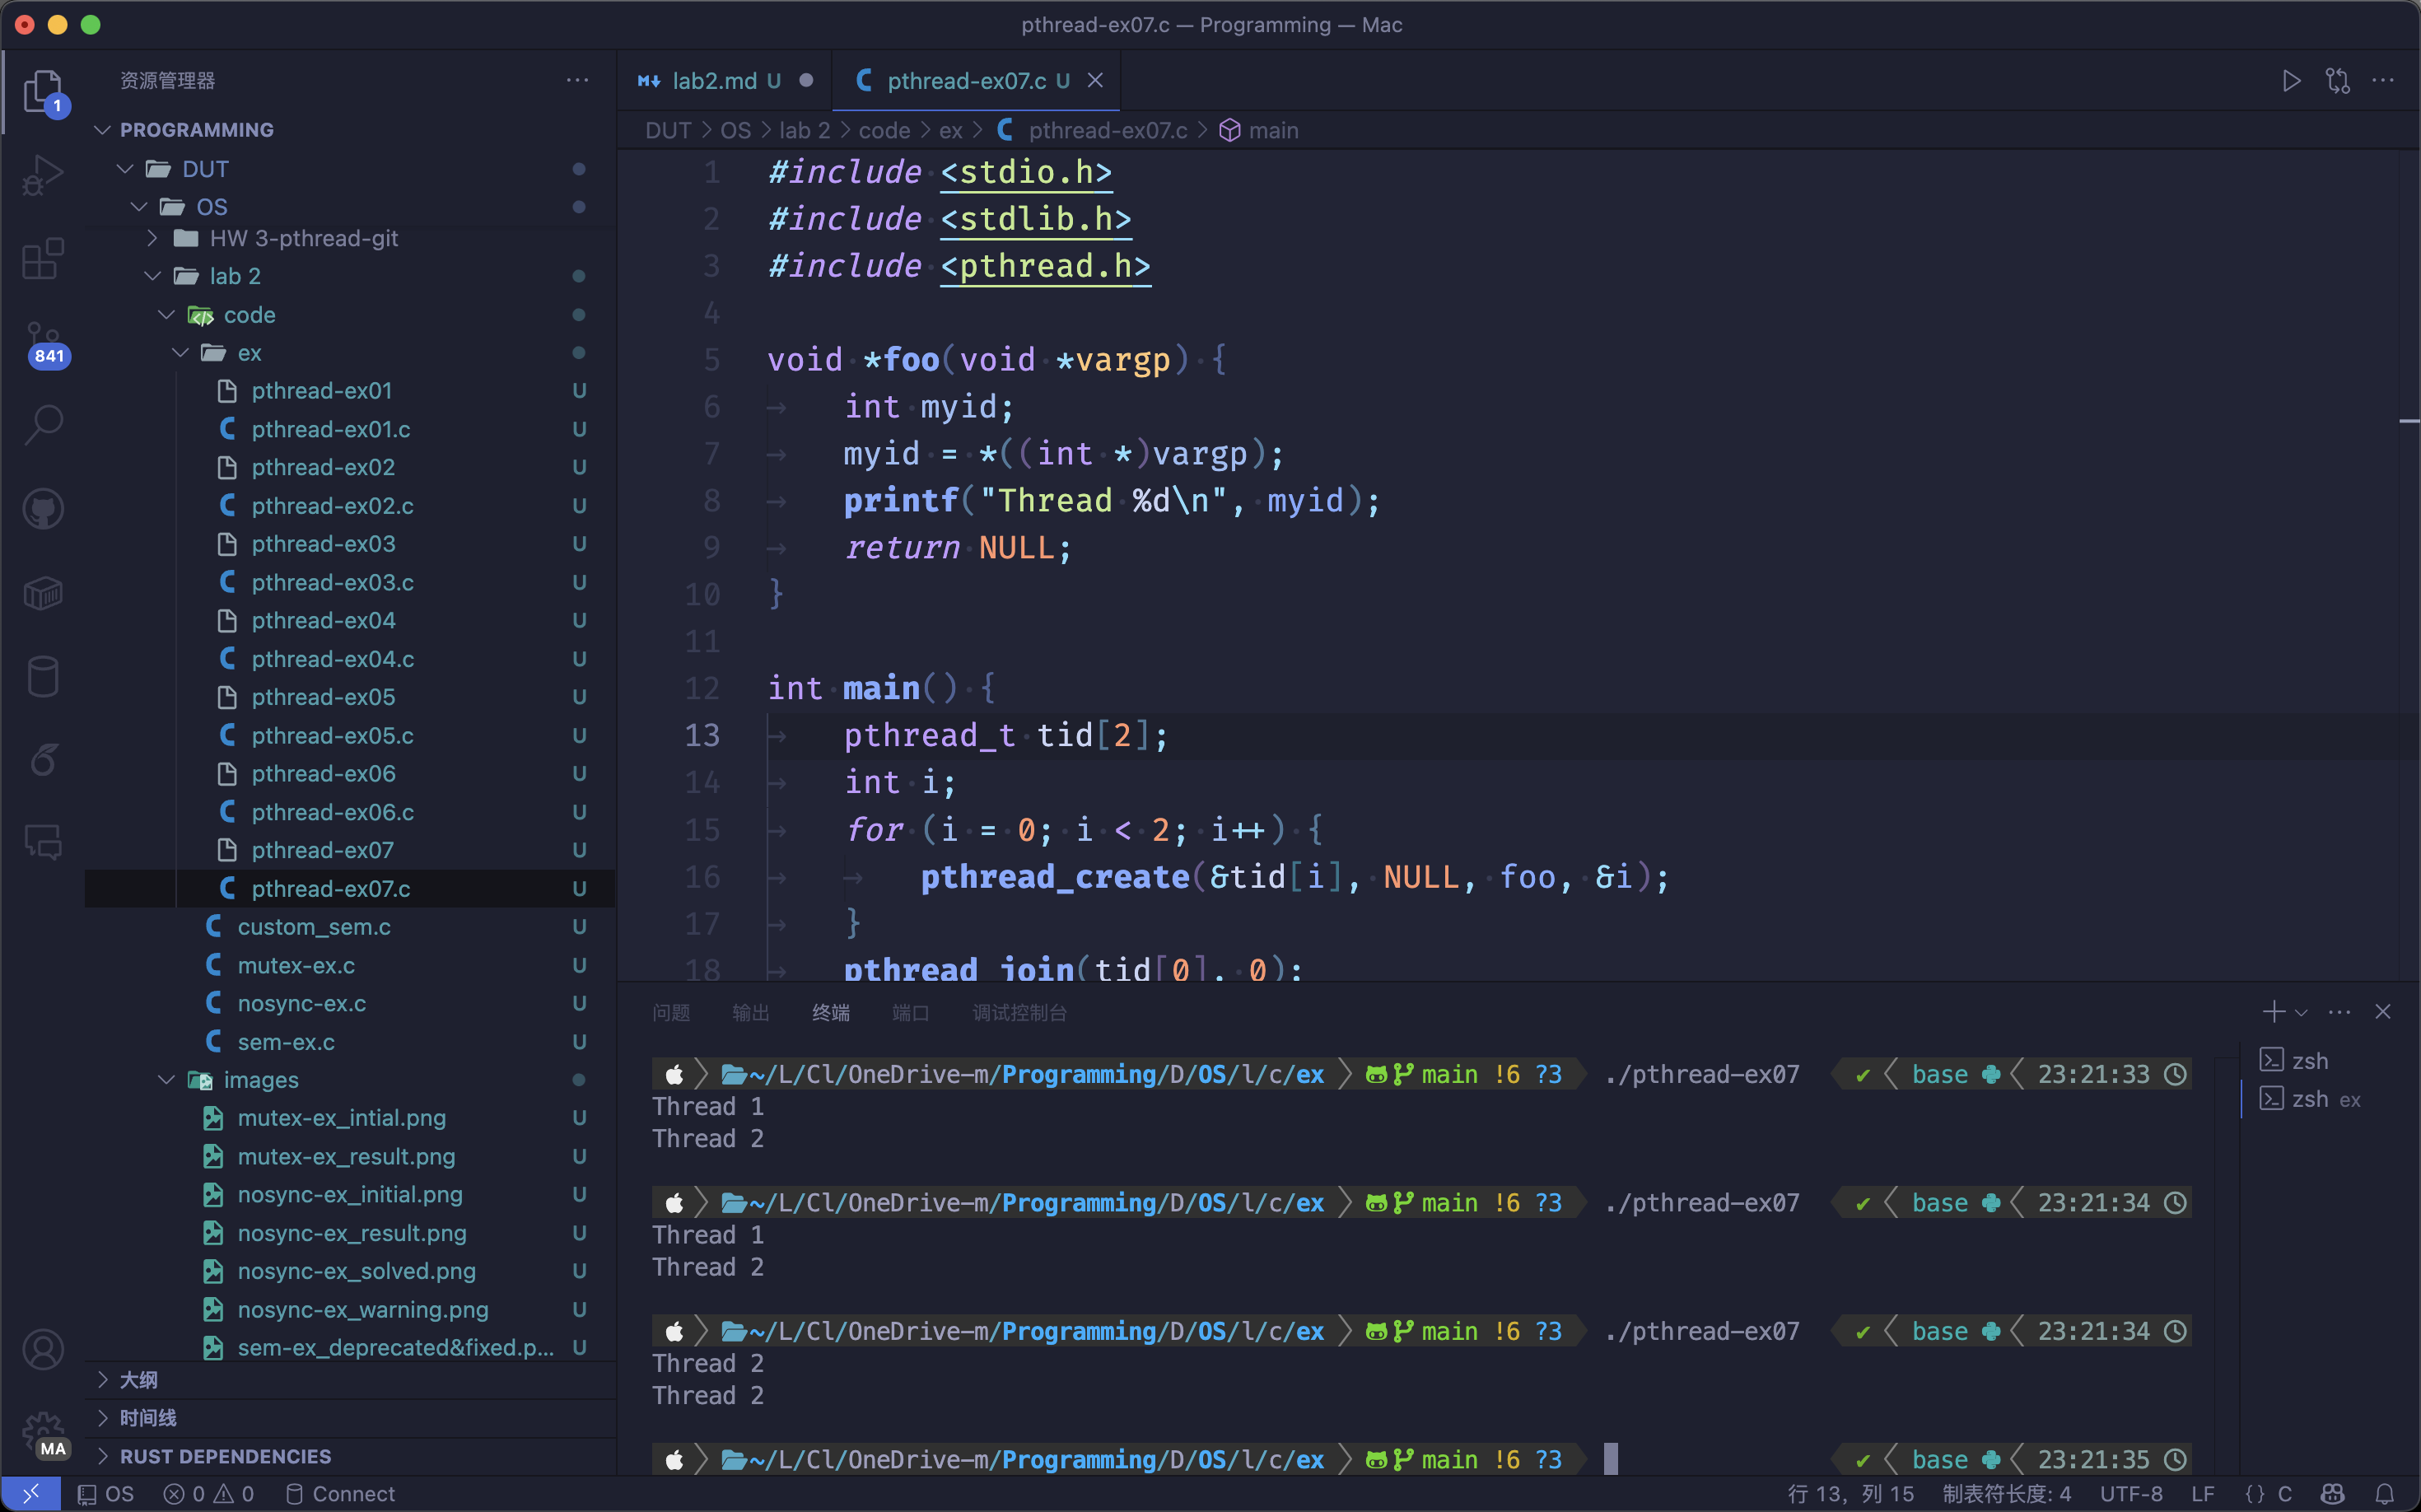 pthread-ex07.c — Programming — Mac
资源管理器
PROGRAMMING
DUT
OS
HW 3-pthread-git
lab 2
code
ex
pthread-ex01 U
pthread-ex01.c U
pthread-ex02 U
pthread-ex02.c U
pthread-ex03 U
pthread-ex03.c U
pthread-ex04 U
pthread-ex04.c U
pthread-ex05 U
pthread-ex05.c U
pthread-ex06 U
pthread-ex06.c U
pthread-ex07 U
pthread-ex07.c U
custom_sem.c U
mutex-ex.c U
nosync-ex.c U
sem-ex.c U
images
mutex-ex_intial.png U
mutex-ex_result.png U
nosync-ex_initial.png U
nosync-ex_result.png U
nosync-ex_solved.png U
nosync-ex_warning.png U
sem-ex_deprecated&fixed.p... U
大纲
时间线
RUST DEPENDENCIES
1
841
MA
lab2.md U
pthread-ex07.c U
DUT > OS > lab 2 > code > ex > pthread-ex07.c > main
1 #include <stdio.h>
2 #include <stdlib.h>
3 #include <pthread.h>
4
5 void *foo(void *vargp) {
6 int myid;
7 myid = *((int *)vargp);
8 printf("Thread %d\n", myid);
9 return NULL;
10 }
11
12 int main() {
13 pthread_t tid[2];
14 int i;
15 for (i = 0; i < 2; i++) {
16 pthread_create(&tid[i], NULL, foo, &i);
17 }
18 pthread_join(tid[0], 0);
问题 输出 终端 端口 调试控制台
~/L/Cl/OneDrive-m/Programming/D/OS/l/c/ex main !6 ?3 ./pthread-ex07 ✔ base 23:21:33
Thread 1
Thread 2
~/L/Cl/OneDrive-m/Programming/D/OS/l/c/ex main !6 ?3 ./pthread-ex07 ✔ base 23:21:34
Thread 1
Thread 2
~/L/Cl/OneDrive-m/Programming/D/OS/l/c/ex main !6 ?3 ./pthread-ex07 ✔ base 23:21:34
Thread 2
Thread 2
~/L/Cl/OneDrive-m/Programming/D/OS/l/c/ex main !6 ?3 ✔ base 23:21:35
zsh
zsh ex
OS 0 0 Connect 行 13，列 15 制表符长度: 4 UTF-8 LF {} C